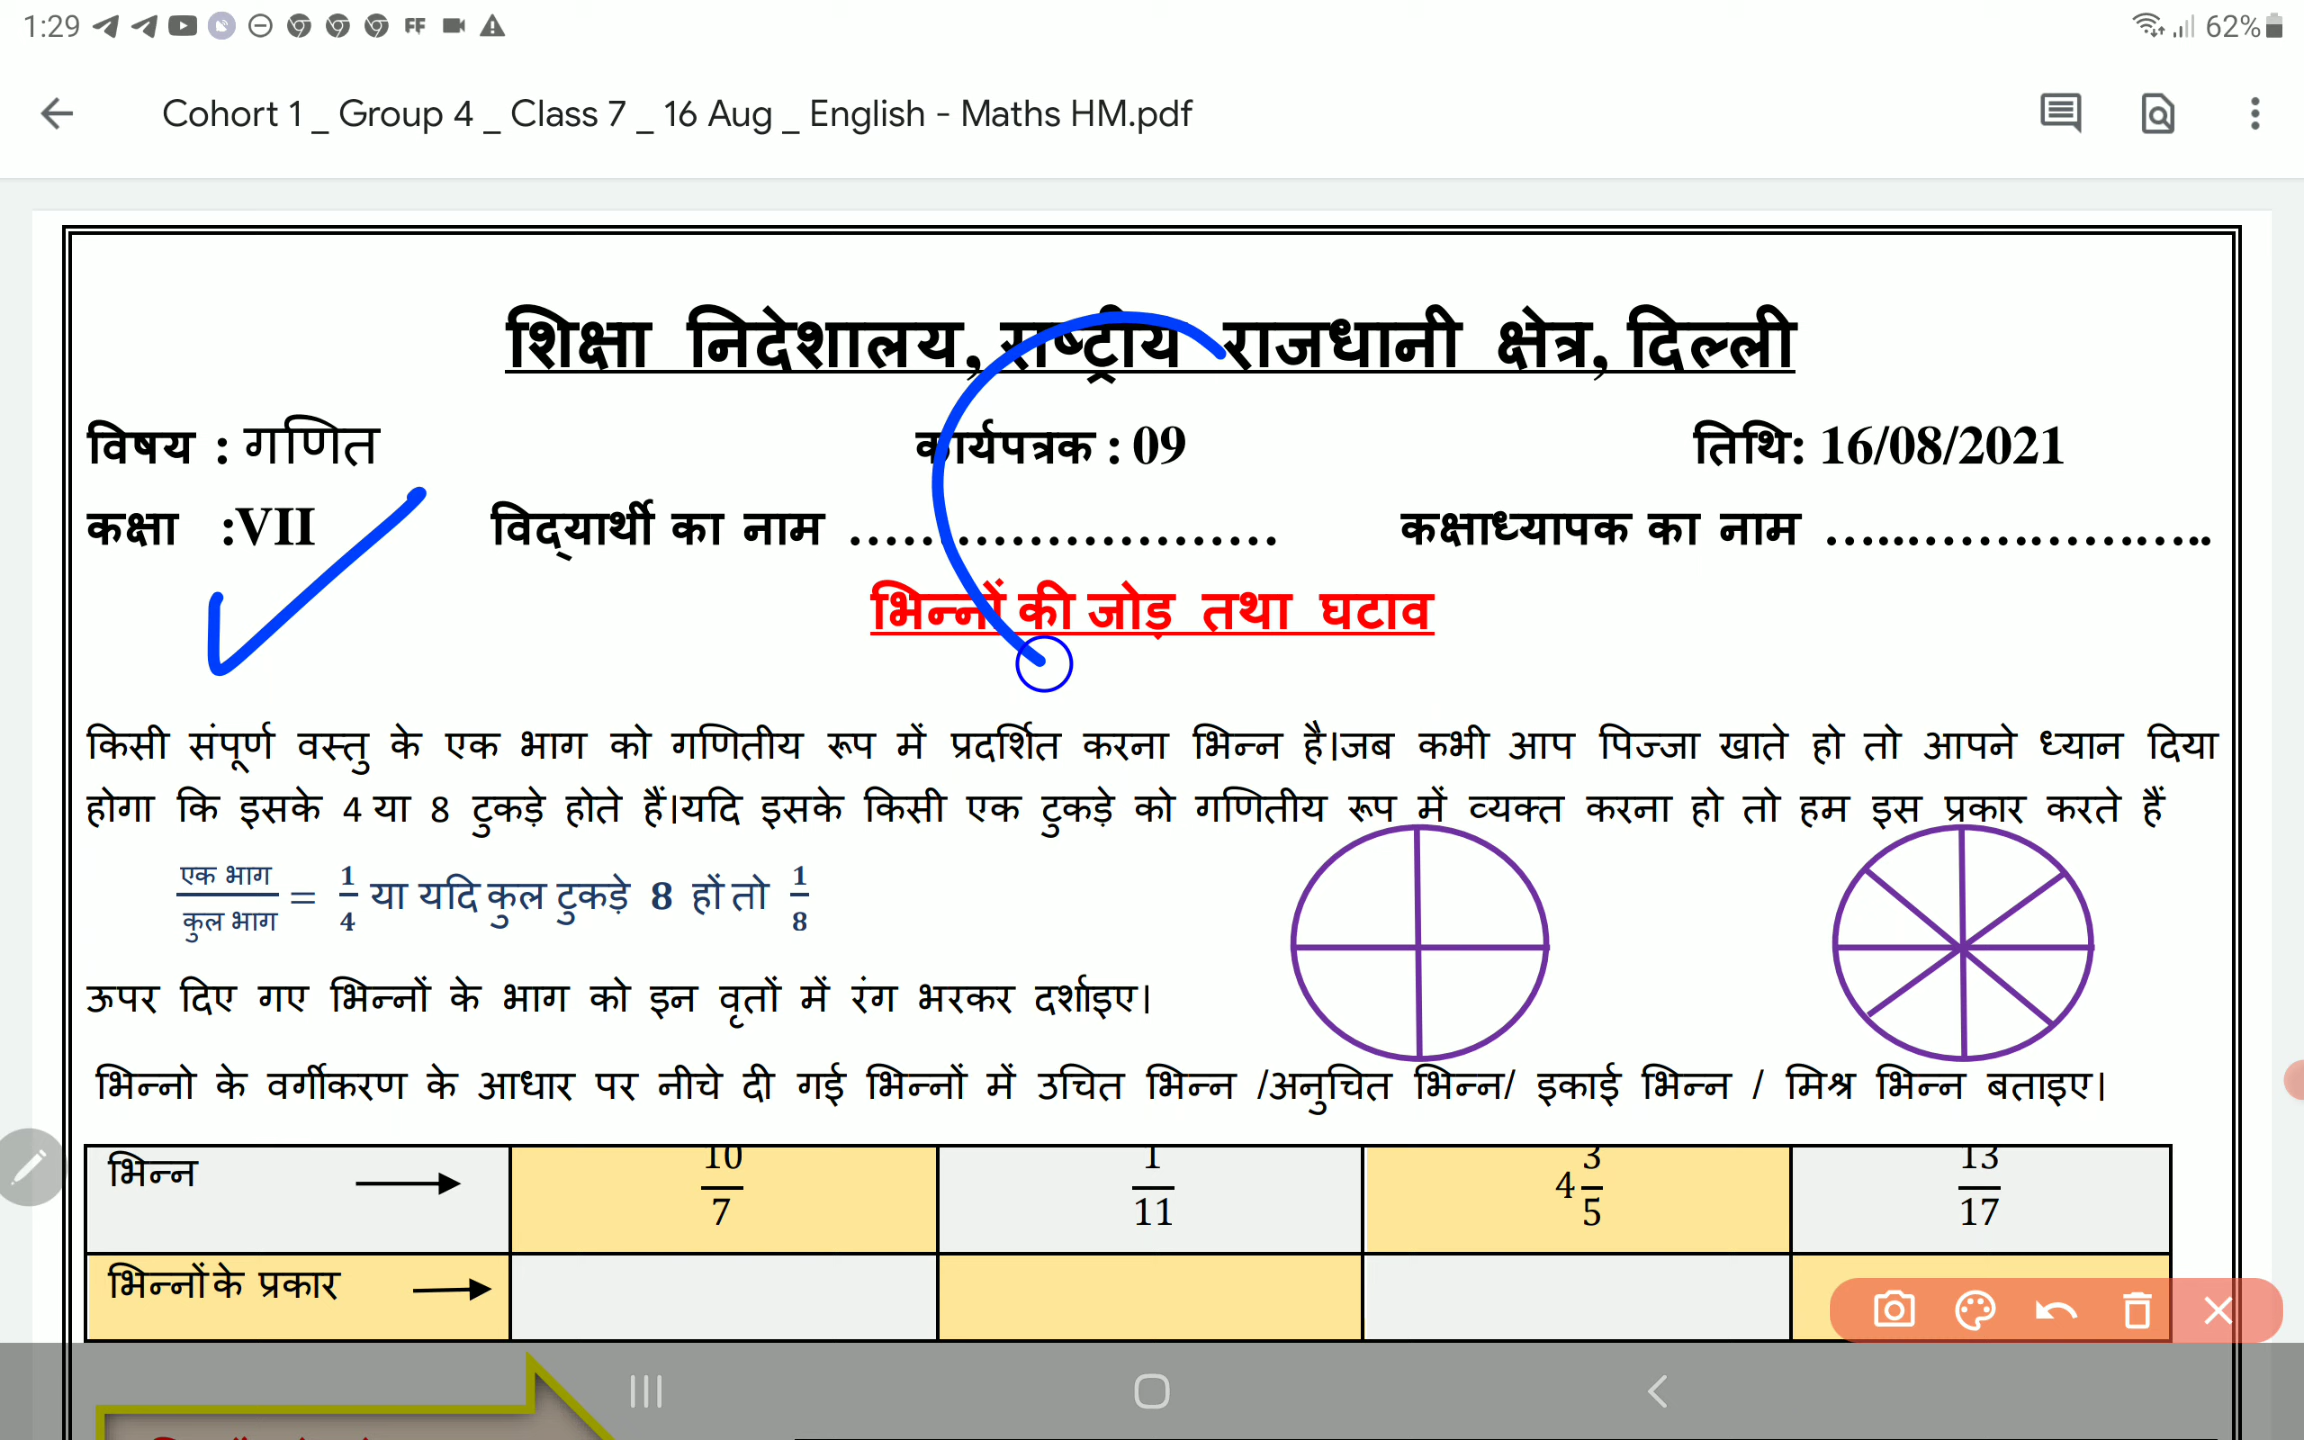 1:29 62%
Cohort 1 _ Group 4 _ Class 7 _ 16 Aug _ English - Maths HM.pdf
शिक्षा निदेशालय, राष्ट्रीय राजधानी क्षेत्र, दिल्ली
विषय : गणित कार्यपत्रक : 09 तिथि: 16/08/2021
कक्षा :VII विद्यार्थी का नाम ........................ कक्षाध्यापक का नाम ......................
भिन्नों की जोड़ तथा घटाव
किसी संपूर्ण वस्तु के एक भाग को गणितीय रूप में प्रदर्शित करना भिन्न है।जब कभी आप पिज्जा खाते हो तो आपने ध्यान दिया
होगा कि इसके 4 या 8 टुकड़े होते हैं।यदि इसके किसी एक टुकड़े को गणितीय रूप में व्यक्त करना हो तो हम इस प्रकार करते हैं
एक भाग/कुल भाग = 1/4 या यदि कुल टुकड़े 8 हों तो 1/8
ऊपर दिए गए भिन्नों के भाग को इन वृतों में रंग भरकर दर्शाइए।
भिन्नो के वर्गीकरण के आधार पर नीचे दी गई भिन्नों में उचित भिन्न /अनुचित भिन्न/ इकाई भिन्न / मिश्र भिन्न बताइए।
भिन्न 10/7 1/11 4 3/5 13/17
भिन्नों के प्रकार